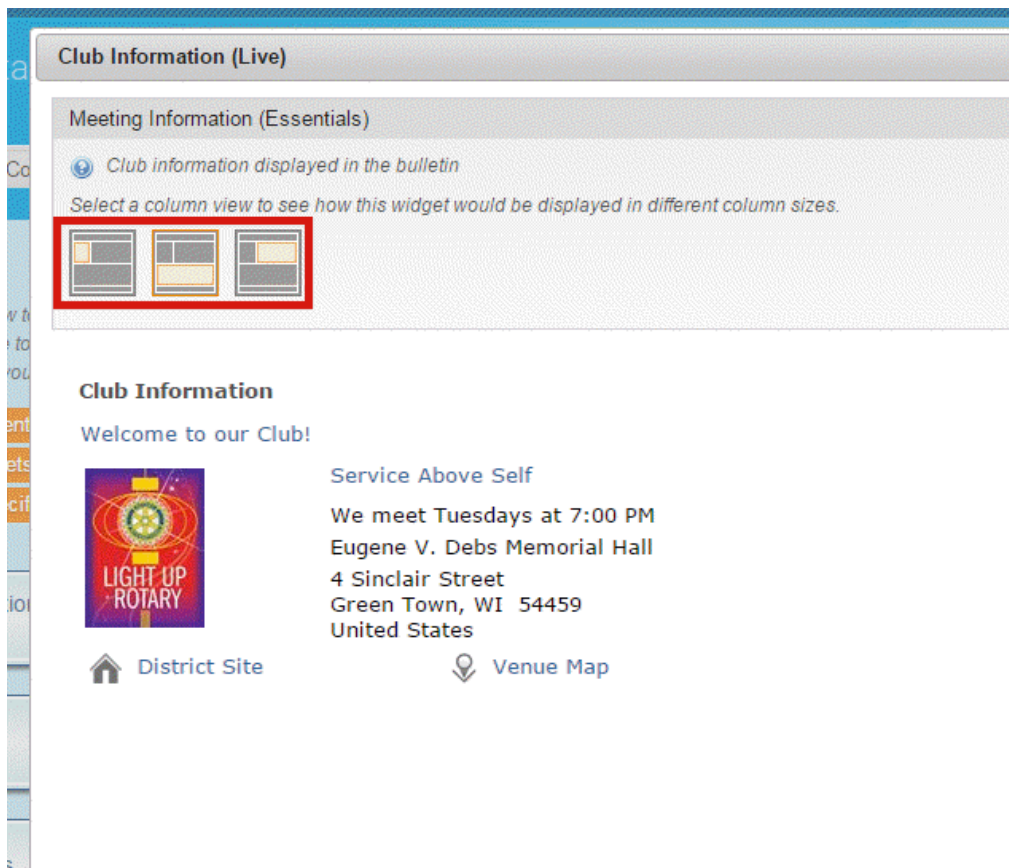 Club Information (Live)
Meeting Information (Essentials)
Club information displayed in the bulletin
Select a column view to see how this widget would be displayed in different column sizes.
Club Information
Welcome to our Club!
LIGHT UP
ROTARY
Service Above Self
We meet Tuesdays at 7:00 PM
Eugene V. Debs Memorial Hall
4 Sinclair Street
Green Town, WI 54459
United States
District Site
Venue Map